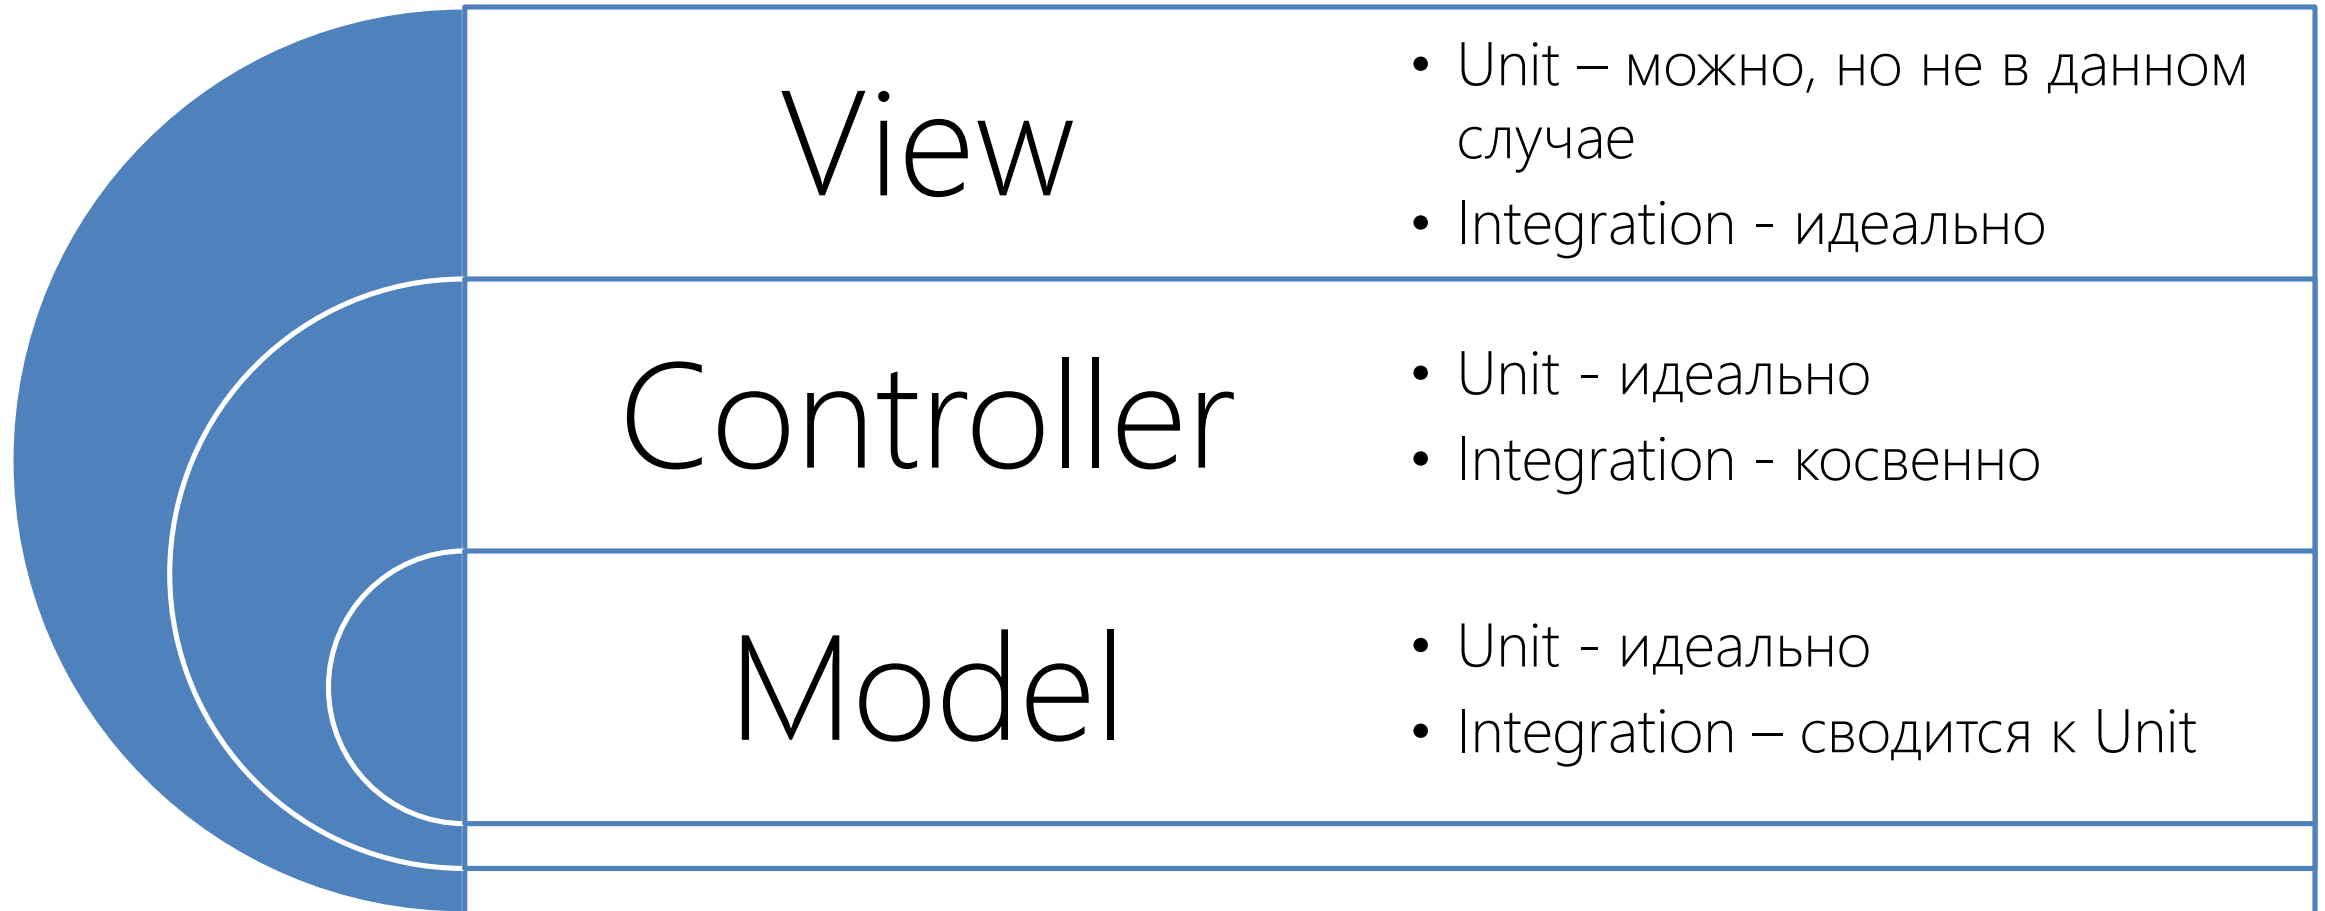 View
• Unit – можно, но не в данном
случае
• Integration - идеально
Controller
• Unit - идеально
• Integration - косвенно
Model
• Unit - идеально
• Integration – сводится к Unit